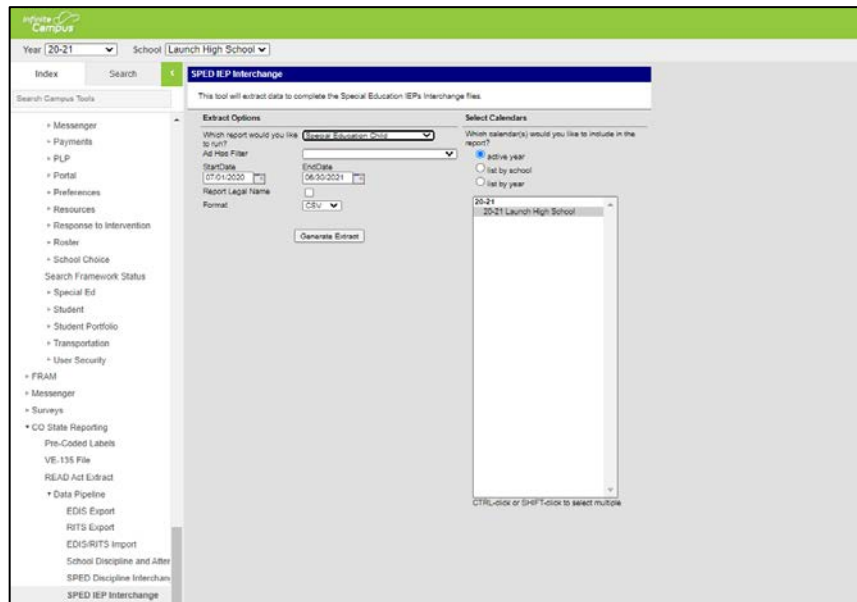 Infinite Campus
Year 20-21 School Launch High School
Index Search
Search Campus Tools
Messenger
Payments
PLP
Portal
Preferences
Resources
Response to Intervention
Roster
School Choice
Search Framework Status
Special Ed
Student
Student Portfolio
Transportation
User Security
FRAM
Messenger
Surveys
CO State Reporting
Pre-Coded Labels
VE-135 File
READ Act Extract
Data Pipeline
EDIS Export
RITS Export
EDIS/RITS Import
School Discipline and Atten
SPED Discipline Interchan
SPED IEP Interchange
SPED IEP Interchange
This tool will extract data to complete the Special Education IEPs Interchange files.
Extract Options
Which report would you like to run? Special Education Child
Ad Hoc Filter
StartDate EndDate
07/01/2020 06/30/2021
Report Legal Name
Format CSV
Generate Extract
Select Calendars
Which calendar(s) would you like to include in the
report?
active year
list by school
list by year
20-21
20-21 Launch High School
CTRL-click or SHIFT-click to select multiple